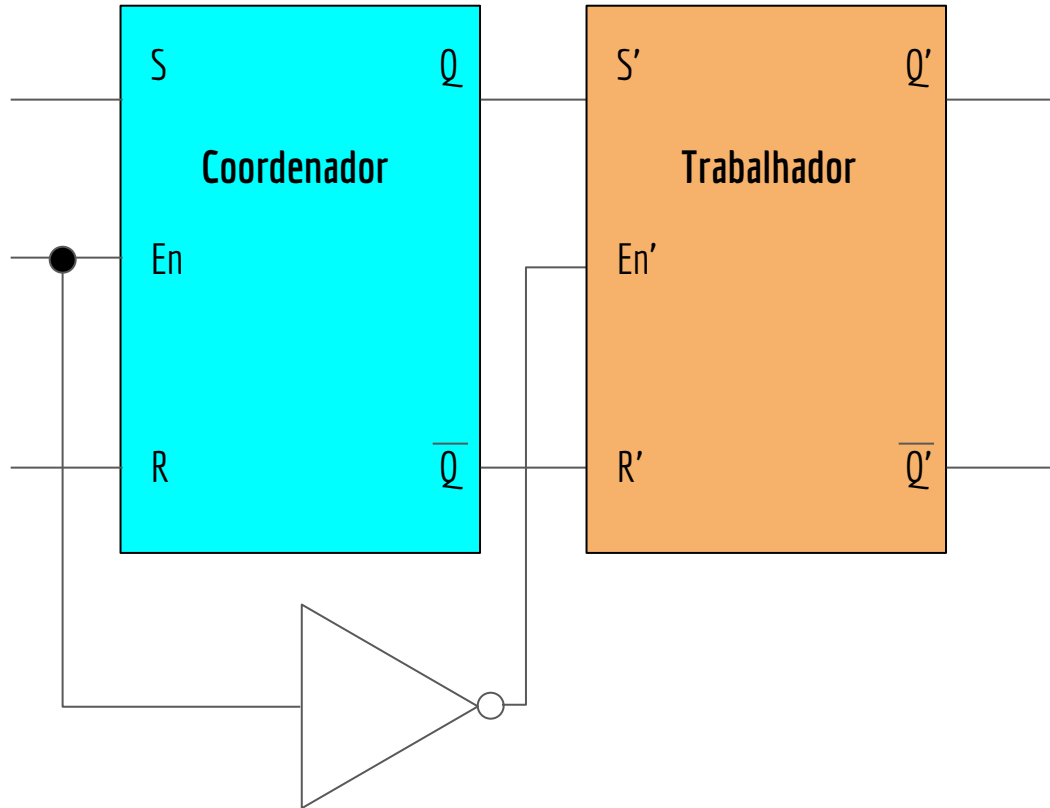 S Q S’ Q’
Coordenador Trabalhador
En En’
R Q̅ R’ Q̅’